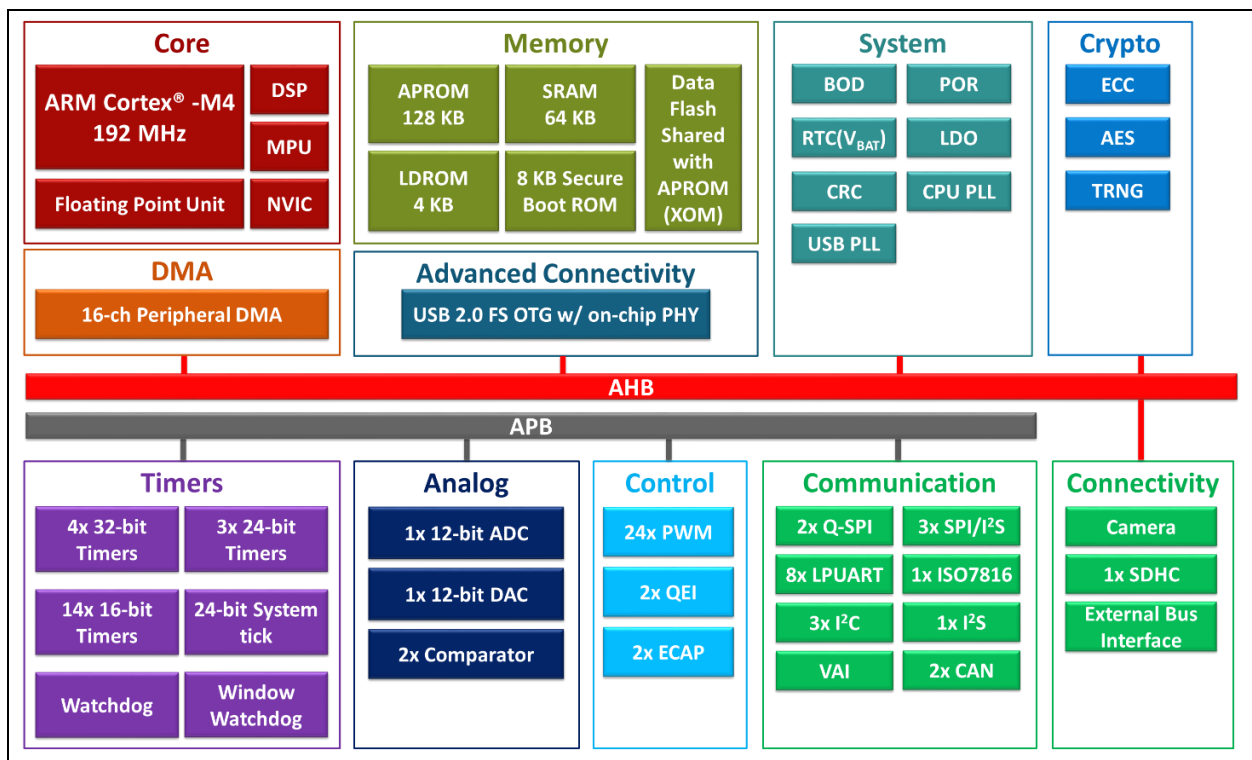 Core
ARM Cortex® -M4
192 MHz
DSP
MPU
Floating Point Unit
NVIC
Memory
APROM
128 KB
SRAM
64 KB
Data
Flash
Shared
with
APROM
(XOM)
LDROM
4 KB
8 KB Secure
Boot ROM
System
BOD
POR
RTC(VBAT)
LDO
CRC
CPU PLL
USB PLL
Crypto
ECC
AES
TRNG
DMA
16-ch Peripheral DMA
Advanced Connectivity
USB 2.0 FS OTG w/ on-chip PHY
AHB
APB
Timers
4x 32-bit
Timers
3x 24-bit
Timers
14x 16-bit
Timers
24-bit System
tick
Watchdog
Window
Watchdog
Analog
1x 12-bit ADC
1x 12-bit DAC
2x Comparator
Control
24x PWM
2x QEI
2x ECAP
Communication
2x Q-SPI
3x SPI/I²S
8x LPUART
1x ISO7816
3x I²C
1x I²S
VAI
2x CAN
Connectivity
Camera
1x SDHC
External Bus
Interface